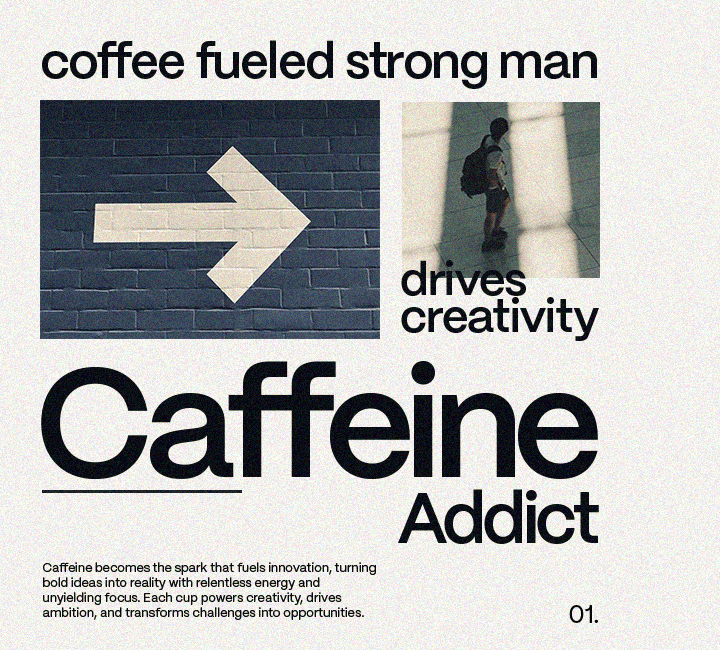 coffee fueled strong man
drives
creativity
Caffeine
Addict
Caffeine becomes the spark that fuels innovation, turning
bold ideas into reality with relentless energy and
unyielding focus. Each cup powers creativity, drives
ambition, and transforms challenges into opportunities.
01.